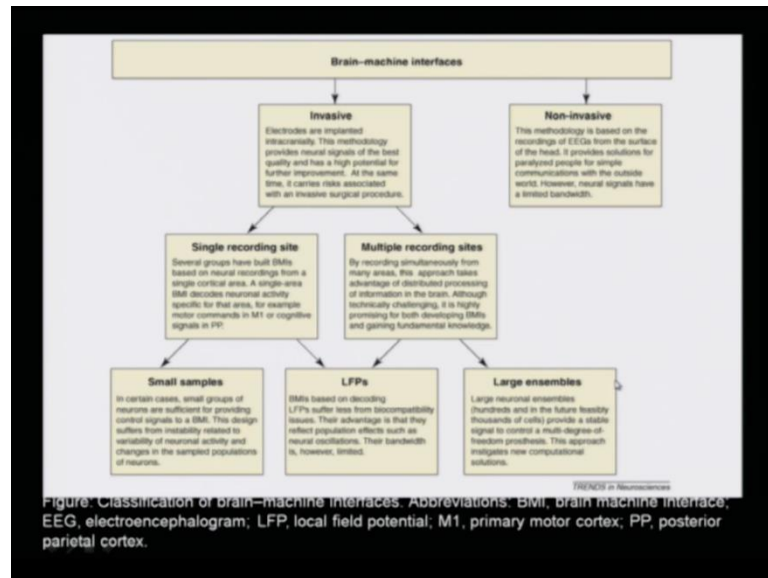 Brain–machine interfaces
Invasive
Electrodes are implanted
intracranially. This methodology
provides neural signals of the best
quality and has a high potential for
further improvement. At the same
time, it carries risks associated
with an invasive surgical procedure.
Non-invasive
This methodology is based on the
recordings of EEGs from the surface
of the head. It provides solutions for
paralyzed people for simple
communications with the outside
world. However, neural signals have
a limited bandwidth.
Single recording site
Several groups have built BMIs
based on neural recordings from a
single cortical area. A single-area
BMI decodes neuronal activity
specific for that area, for example
motor commands in M1 or cognitive
signals in PP.
Multiple recording sites
By recording simultaneously from
many areas, this approach takes
advantage of distributed processing
of information in the brain. Although
technically challenging, it is highly
promising for both developing BMIs
and gaining fundamental knowledge.
Small samples
In certain cases, small groups of
neurons are sufficient for providing
control signals to a BMI. This design
suffers from instability related to
variability of neuronal activity and
changes in the sampled populations
of neurons.
LFPs
BMIs based on decoding
LFPs suffer less from biocompatibility
issues. Their advantage is that they
reflect population effects such as
neural oscillations. Their bandwidth
is, however, limited.
Large ensembles
Large neuronal ensembles
(hundreds and in the future feasibly
thousands of cells) provide a stable
signal to control a multi-degree-of-
freedom prosthesis. This approach
instigates new computational
solutions.
TRENDS in Neurosciences
Figure: Classification of brain–machine interfaces. Abbreviations: BMI, brain machine interface;
EEG, electroencephalogram; LFP, local field potential; M1, primary motor cortex; PP, posterior
parietal cortex.